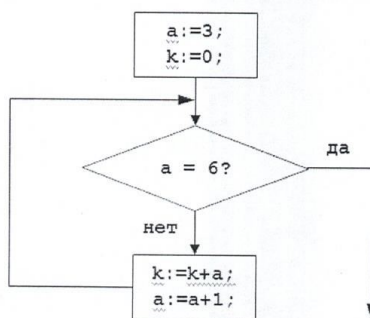 a:=3;
k:=0;
a = 6?
да
нет
k:=k+a;
a:=a+1;